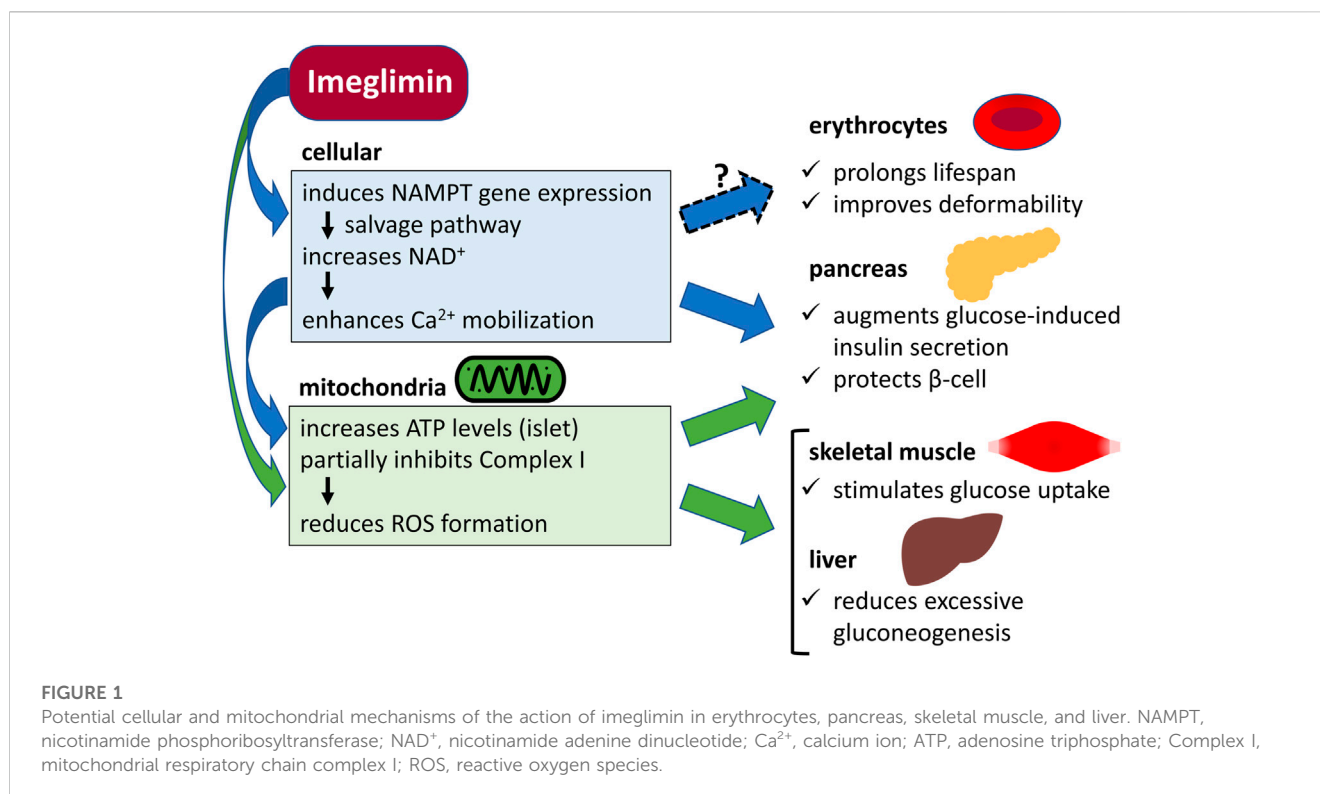 Imeglimin
cellular
induces NAMPT gene expression
salvage pathway
increases NAD⁺
enhances Ca²⁺ mobilization
mitochondria
increases ATP levels (islet)
partially inhibits Complex I
reduces ROS formation
?
erythrocytes
✓ prolongs lifespan
✓ improves deformability
pancreas
✓ augments glucose-induced
insulin secretion
✓ protects β-cell
skeletal muscle
✓ stimulates glucose uptake
liver
✓ reduces excessive
gluconeogenesis
FIGURE 1
Potential cellular and mitochondrial mechanisms of the action of imeglimin in erythrocytes, pancreas, skeletal muscle, and liver. NAMPT,
nicotinamide phosphoribosyltransferase; NAD⁺, nicotinamide adenine dinucleotide; Ca²⁺, calcium ion; ATP, adenosine triphosphate; Complex I,
mitochondrial respiratory chain complex I; ROS, reactive oxygen species.